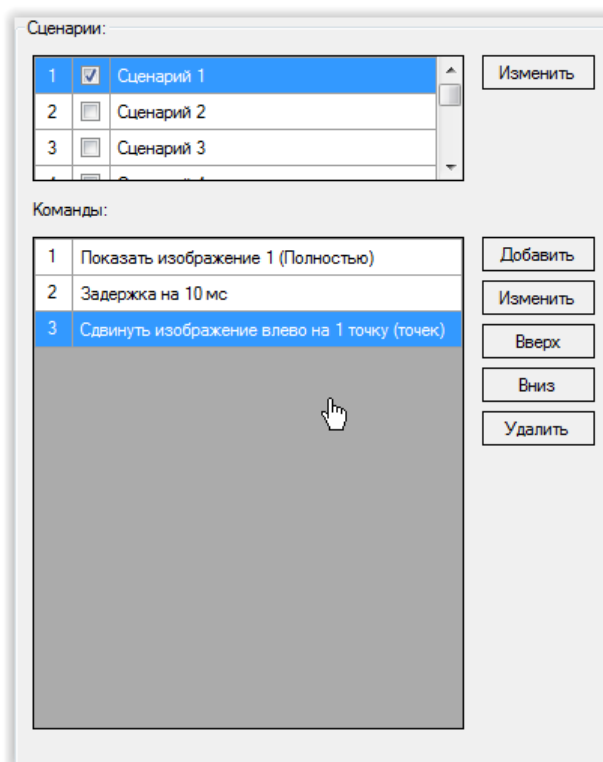 Сценарии:
1 Сценарий 1
Изменить
2 Сценарий 2
3 Сценарий 3
Команды:
1 Показать изображение 1 (Полностью)
Добавить
2 Задержка на 10 мс
Изменить
3 Сдвинуть изображение влево на 1 точку (точек)
Вверх
Вниз
Удалить